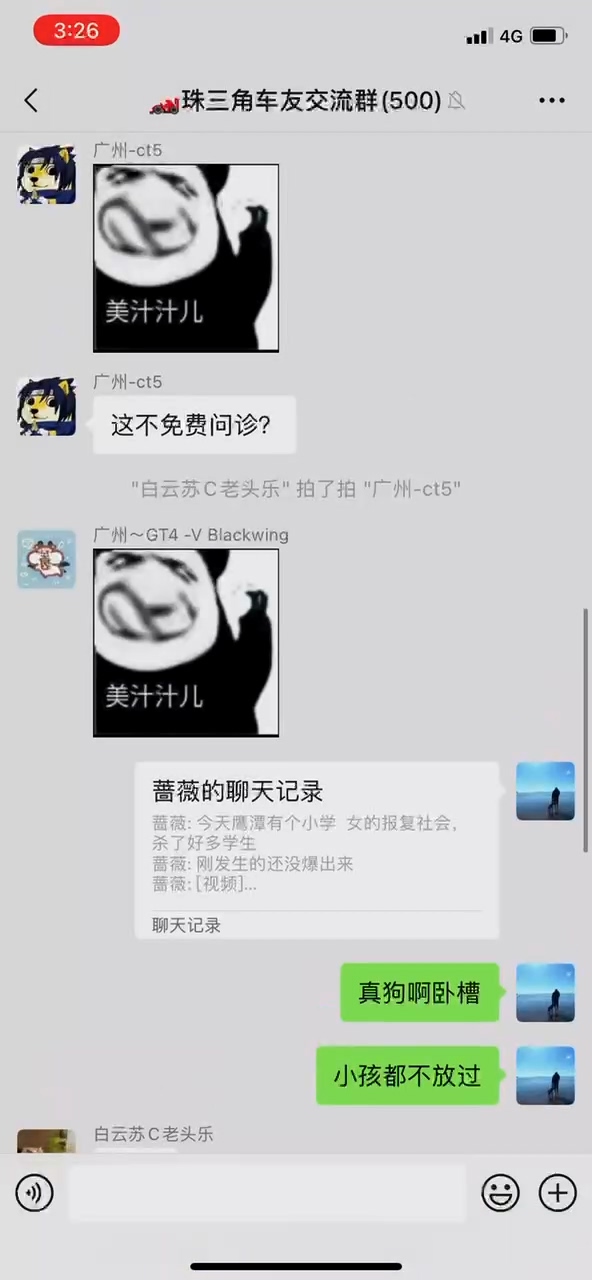 3:26
4G
珠三角车友交流群(500)
广州-ct5
美汁汁儿
广州-ct5
这不免费问诊?
"白云苏C老头乐" 拍了拍 "广州-ct5"
广州～GT4 -V Blackwing
美汁汁儿
蔷薇的聊天记录
蔷薇: 今天鹰潭有个小学 女的报复社会,
杀了好多学生
蔷薇: 刚发生的还没爆出来
蔷薇: [视频]...
聊天记录
真狗啊卧槽
小孩都不放过
白云苏C老头乐